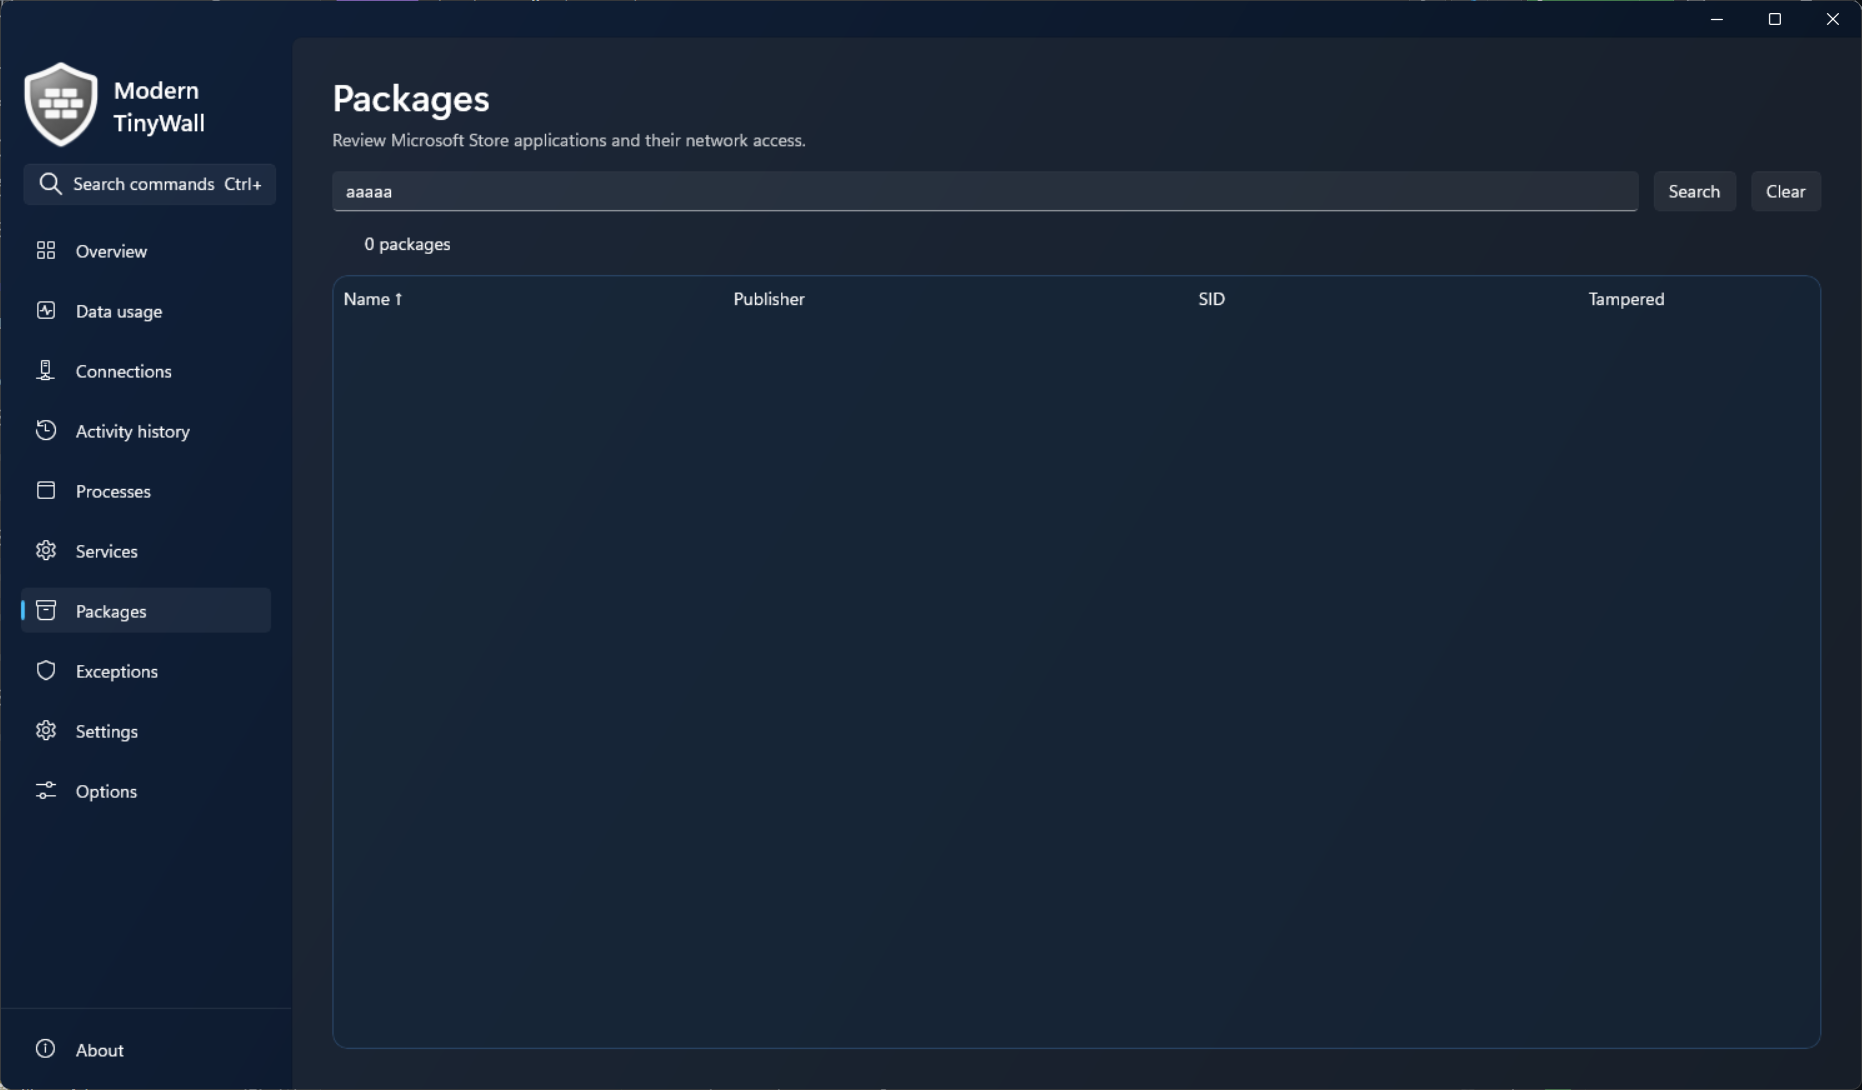 Modern
TinyWall
Search commands Ctrl+
Overview
Data usage
Connections
Activity history
Processes
Services
Packages
Exceptions
Settings
Options
About
Packages
Review Microsoft Store applications and their network access.
aaaaa
Search
Clear
0 packages
Name ↑ Publisher SID Tampered